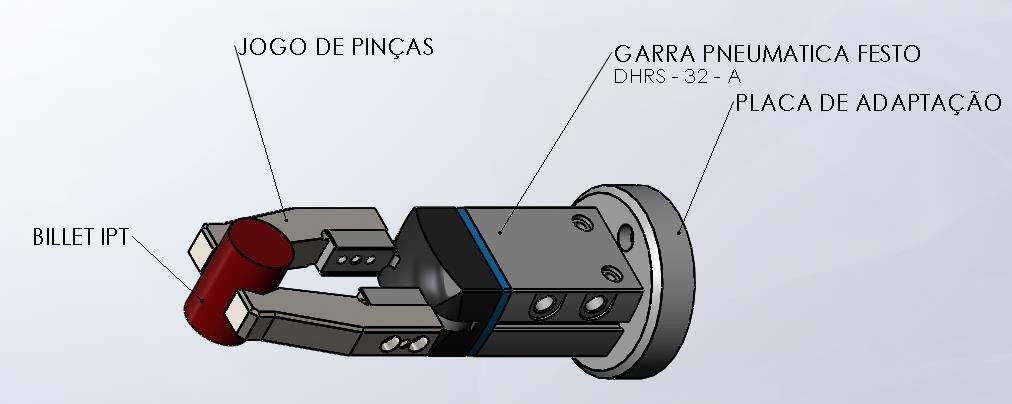 JOGO DE PINÇAS
GARRA PNEUMATICA FESTO
DHRS - 32 - A
PLACA DE ADAPTAÇÃO
BILLET IPT